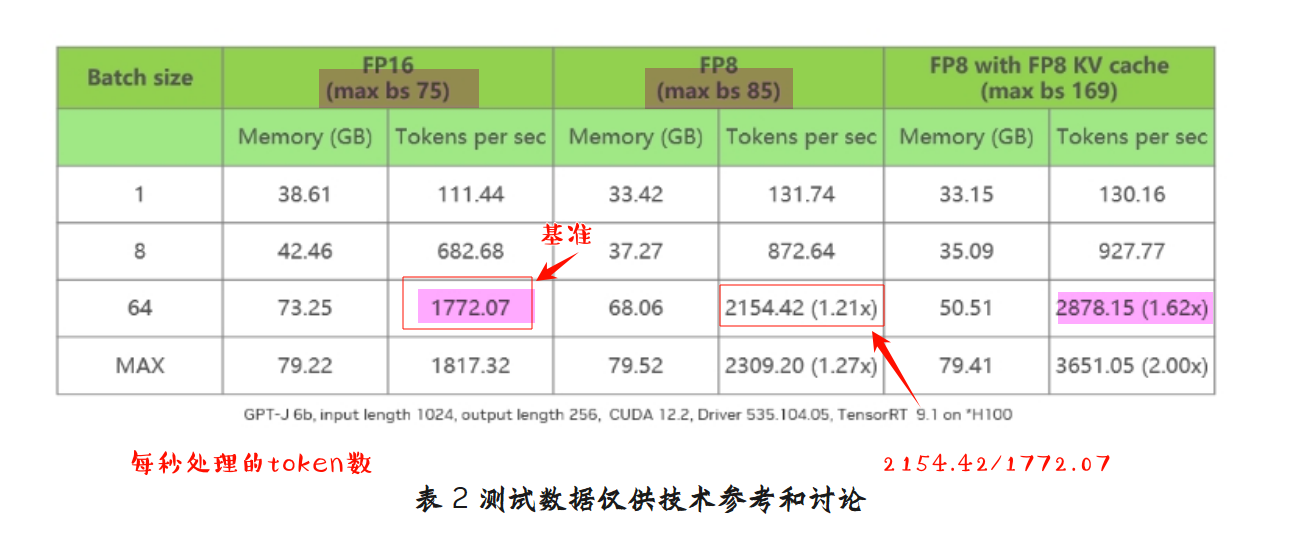 Batch size FP16 FP8 FP8 with FP8 KV cache
(max bs 75) (max bs 85) (max bs 169)
Memory (GB) Tokens per sec Memory (GB) Tokens per sec Memory (GB) Tokens per sec
1 38.61 111.44 33.42 131.74 33.15 130.16
基准
8 42.46 682.68 37.27 872.64 35.09 927.77
64 73.25 1772.07 68.06 2154.42 (1.21x) 50.51 2878.15 (1.62x)
MAX 79.22 1817.32 79.52 2309.20 (1.27x) 79.41 3651.05 (2.00x)
GPT-J 6b, input length 1024, output length 256, CUDA 12.2, Driver 535.104.05, TensorRT 9.1 on *H100
每秒处理的token数 2154.42/1772.07
表 2 测试数据仅供技术参考和讨论